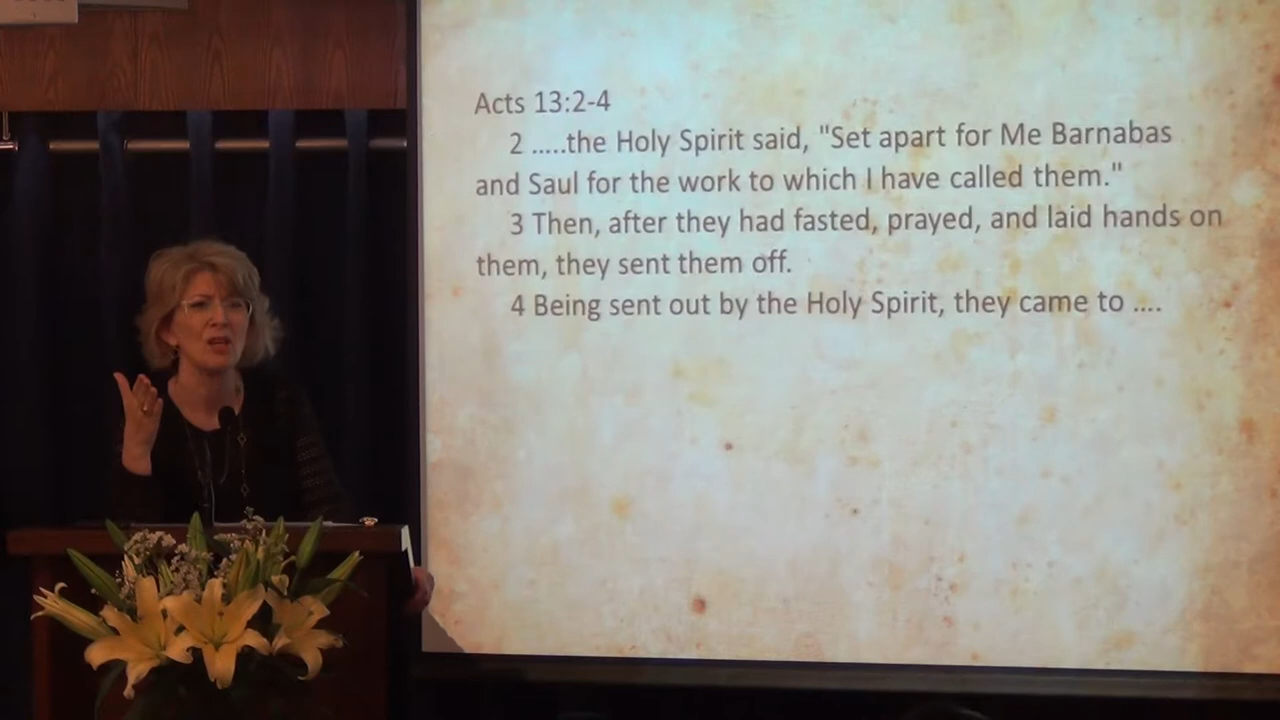 Acts 13:2-4
2 .....the Holy Spirit said, "Set apart for Me Barnabas
and Saul for the work to which I have called them."
3 Then, after they had fasted, prayed, and laid hands on
them, they sent them off.
4 Being sent out by the Holy Spirit, they came to ....